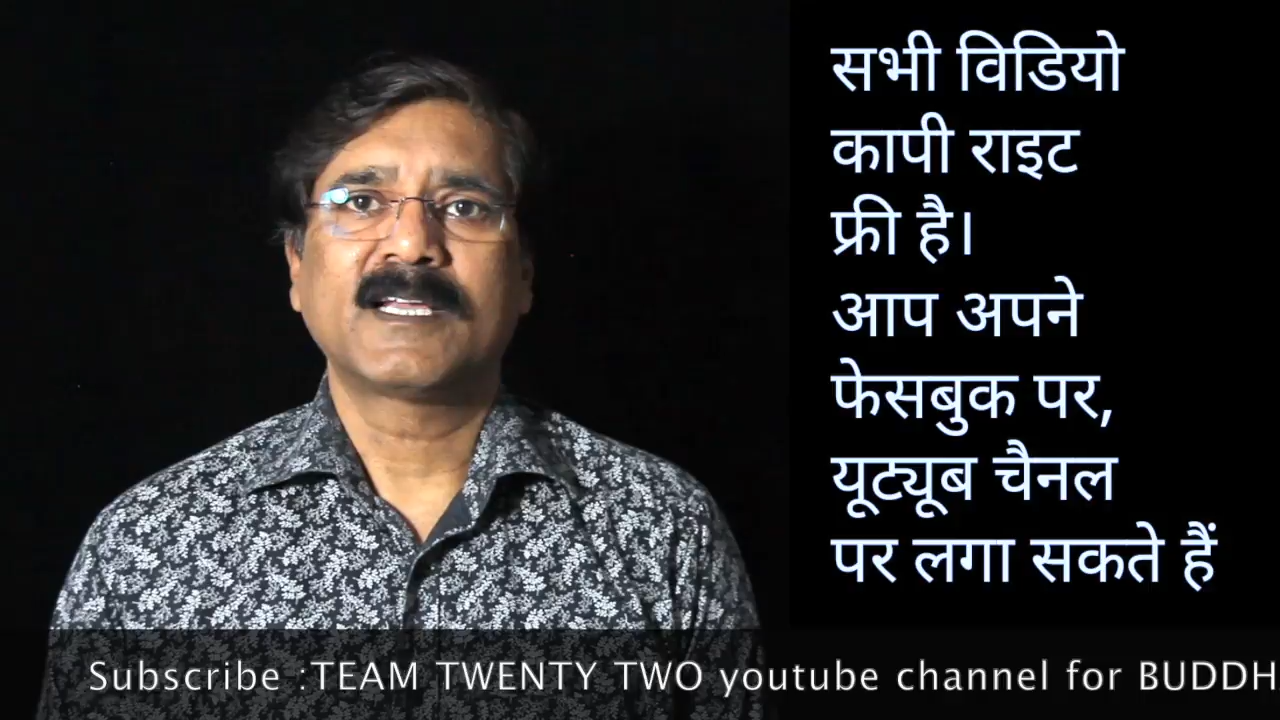 सभी विडियो
कापी राइट
फ्री है।
आप अपने
फेसबुक पर,
यूट्यूब चैनल
पर लगा सकते हैं
Subscribe :TEAM TWENTY TWO youtube channel for BUDDH